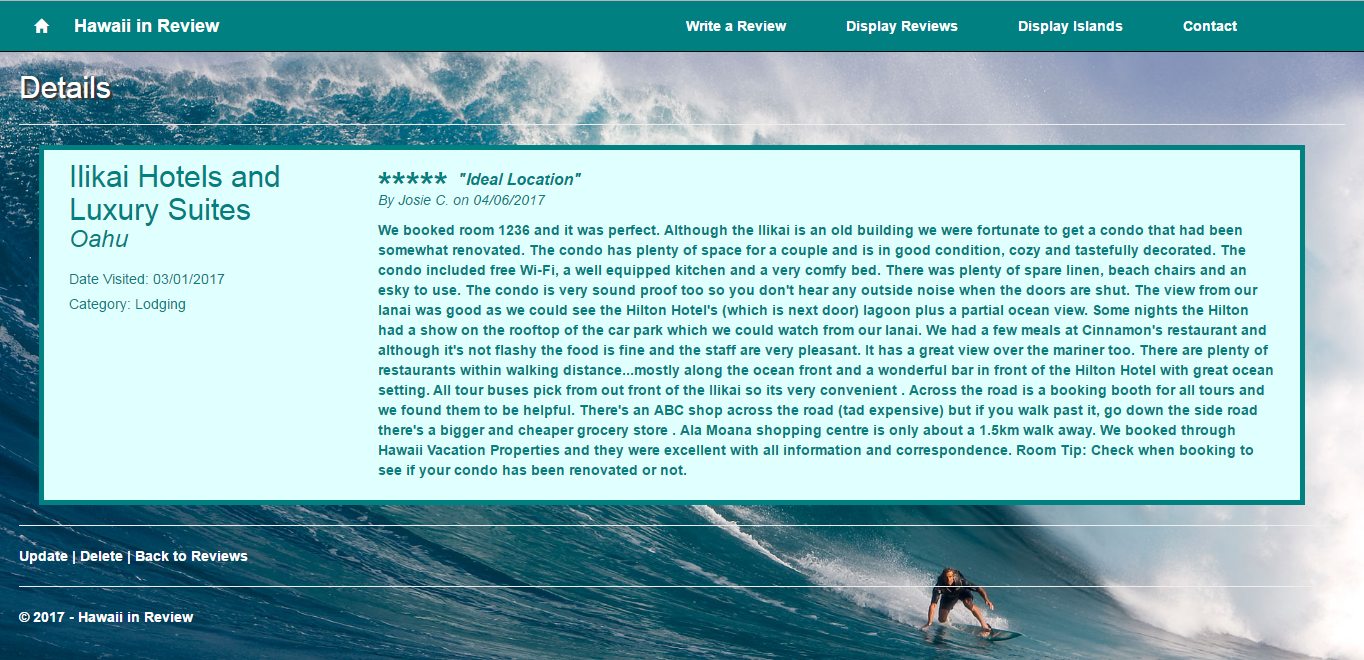 Hawaii in Review
Write a Review
Display Reviews
Display Islands
Contact
Details
Ilikai Hotels and
Luxury Suites
Oahu
Date Visited: 03/01/2017
Category: Lodging
***** "Ideal Location"
By Josie C. on 04/06/2017
We booked room 1236 and it was perfect. Although the Ilikai is an old building we were fortunate to get a condo that had been
somewhat renovated. The condo has plenty of space for a couple and is in good condition, cozy and tastefully decorated. The
condo included free Wi-Fi, a well equipped kitchen and a very comfy bed. There was plenty of spare linen, beach chairs and an
esky to use. The condo is very sound proof too so you don't hear any outside noise when the doors are shut. The view from our
lanai was good as we could see the Hilton Hotel's (which is next door) lagoon plus a partial ocean view. Some nights the Hilton
had a show on the rooftop of the car park which we could watch from our lanai. We had a few meals at Cinnamon's restaurant and
although it's not flashy the food is fine and the staff are very pleasant. It has a great view over the mariner too. There are plenty of
restaurants within walking distance...mostly along the ocean front and a wonderful bar in front of the Hilton Hotel with great ocean
setting. All tour buses pick from out front of the Ilikai so its very convenient . Across the road is a booking booth for all tours and
we found them to be helpful. There's an ABC shop across the road (tad expensive) but if you walk past it, go down the side road
there's a bigger and cheaper grocery store . Ala Moana shopping centre is only about a 1.5km walk away. We booked through
Hawaii Vacation Properties and they were excellent with all information and correspondence. Room Tip: Check when booking to
see if your condo has been renovated or not.
Update | Delete | Back to Reviews
© 2017 - Hawaii in Review